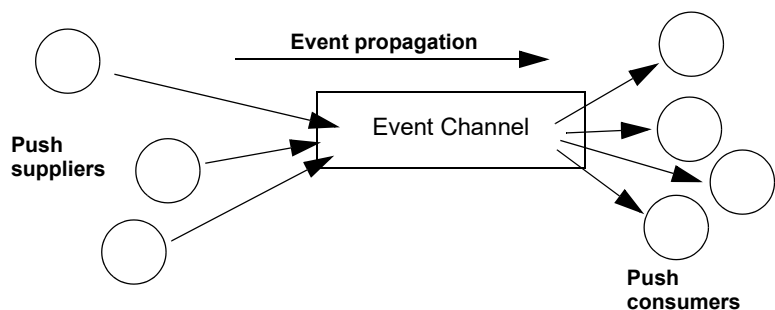 Event propagation
Event Channel
Push
suppliers
Push
consumers